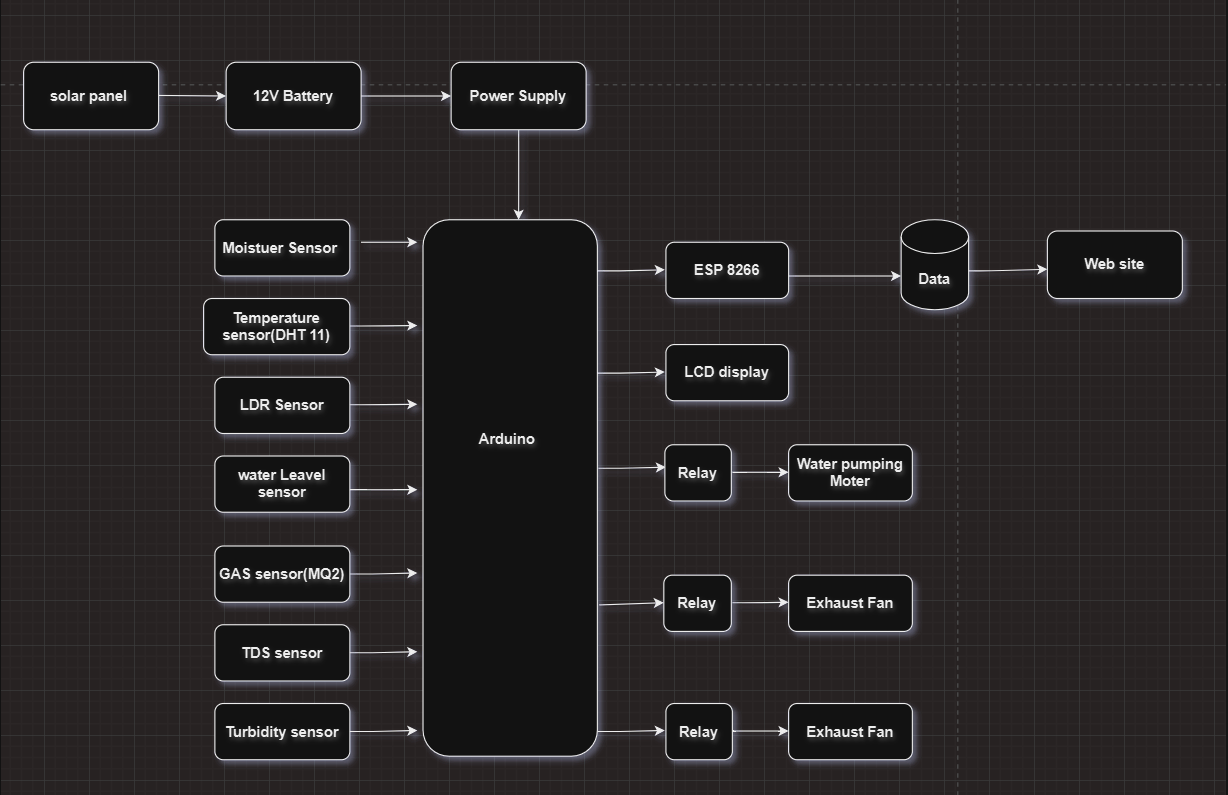 solar panel
12V Battery
Power Supply
Moistuer Sensor
Temperature
sensor(DHT 11)
LDR Sensor
water Leavel
sensor
GAS sensor(MQ2)
TDS sensor
Turbidity sensor
Arduino
ESP 8266
Data
Web site
LCD display
Relay
Water pumping
Moter
Relay
Exhaust Fan
Relay
Exhaust Fan